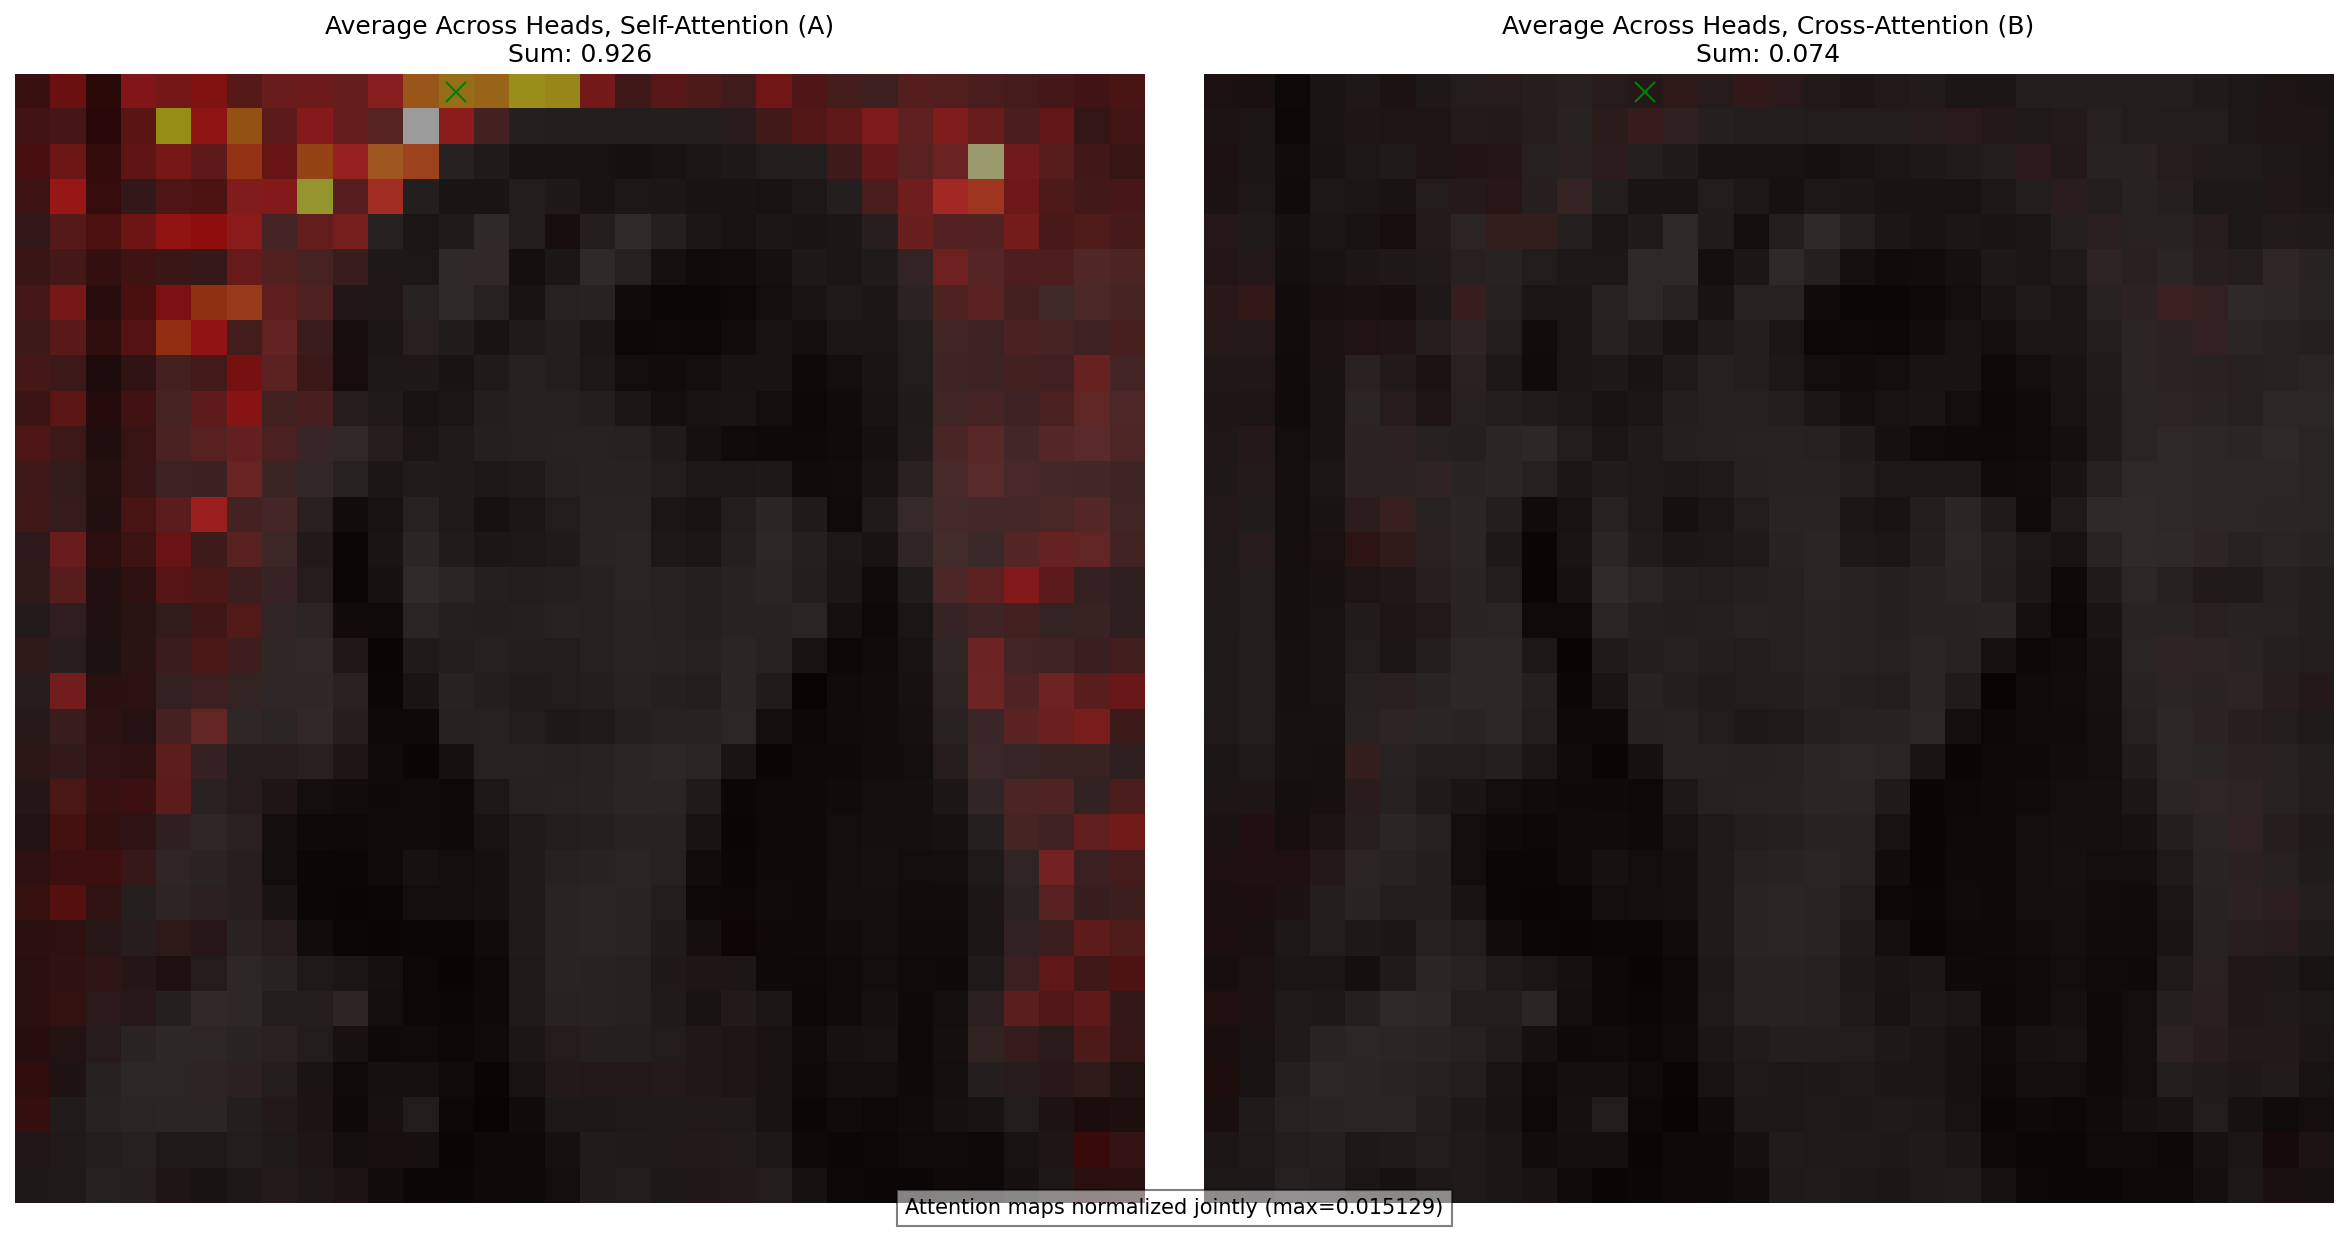 Average Across Heads, Self-Attention (A)
Sum: 0.926
Average Across Heads, Cross-Attention (B)
Sum: 0.074
Attention maps normalized jointly (max=0.015129)